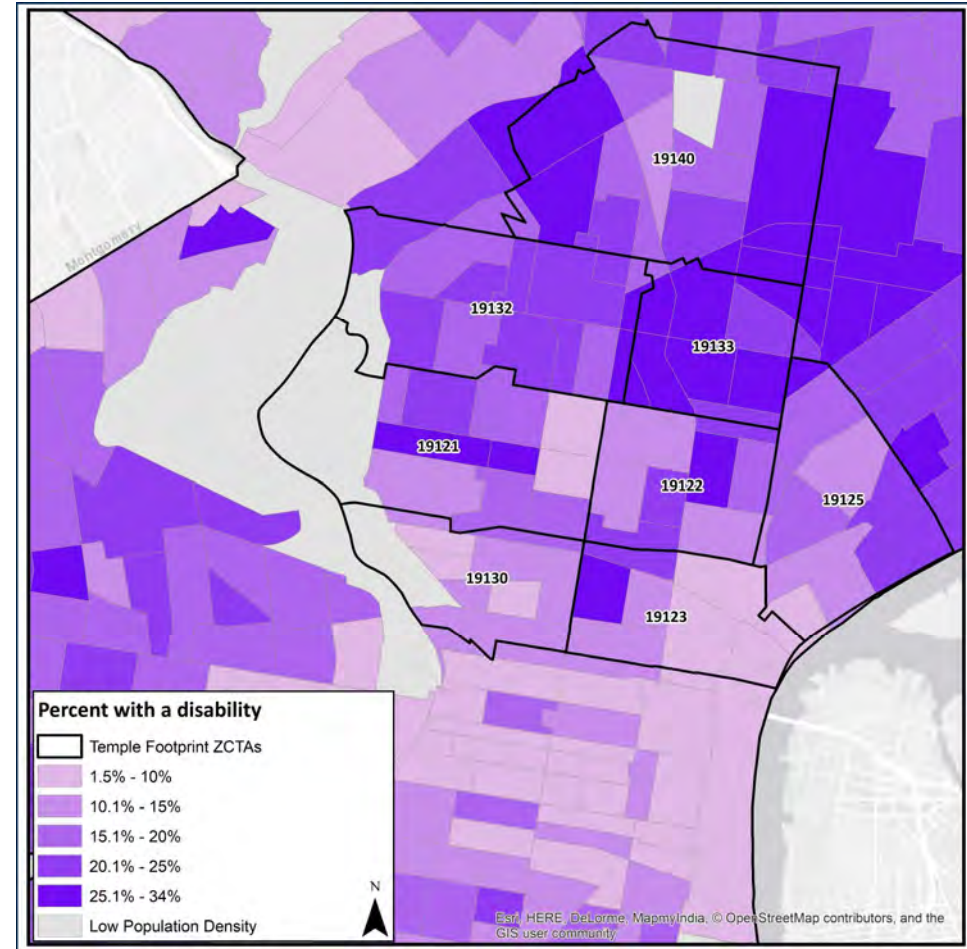 19140
Montgomery
19132
19133
19121
19122
19125
19130
19123
Percent with a disability
Temple Footprint ZCTAs
1.5% - 10%
10.1% - 15%
15.1% - 20%
20.1% - 25%
25.1% - 34%
Low Population Density
N
Esri, HERE, DeLorme, MapmyIndia, © OpenStreetMap contributors, and the
GIS user community